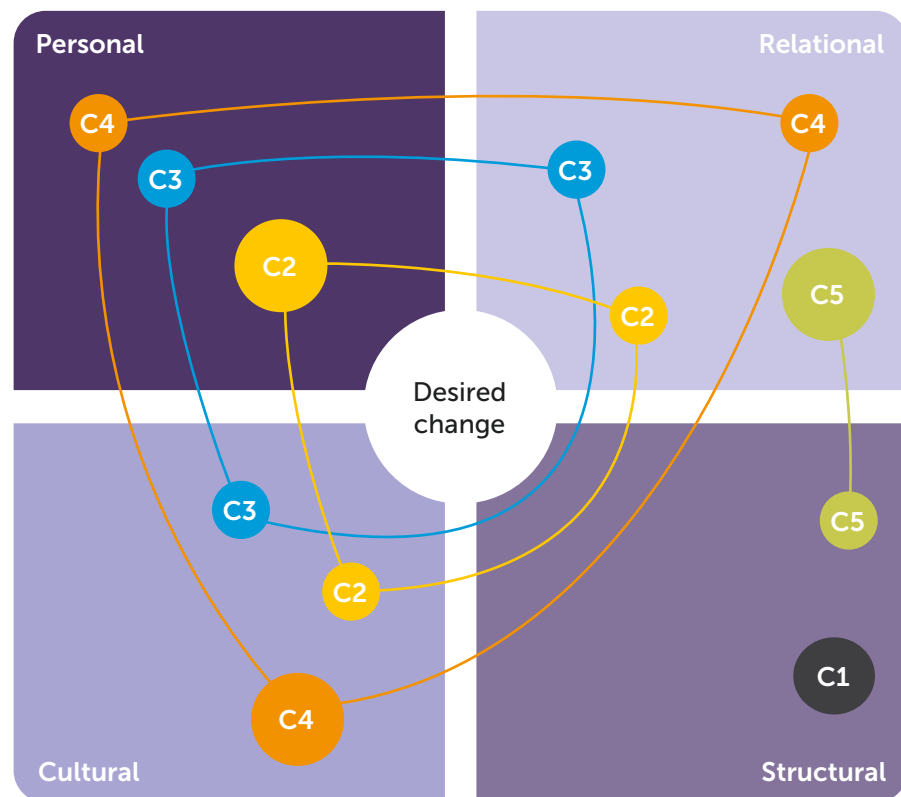 Personal
Relational
C4
C4
C3
C3
C2
C5
C2
Desired
change
C3
C5
C2
C1
C4
Cultural
Structural